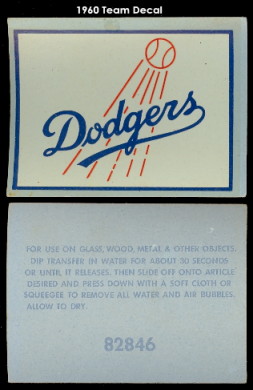 1960 Team Decal
Dodgers
FOR USE ON GLASS, WOOD, METAL & OTHER OBJECTS
DIP TRANSFER IN WATER FOR ABOUT 30 SECONDS
OR UNTIL IT RELEASES. THEN SLIDE OFF ONTO ARTICLE
DESIRED AND PRESS DOWN WITH A SOFT CLOTH OR
SQUEEGEE TO REMOVE ALL WATER AND AIR BUBBLES.
ALLOW TO DRY.
82846